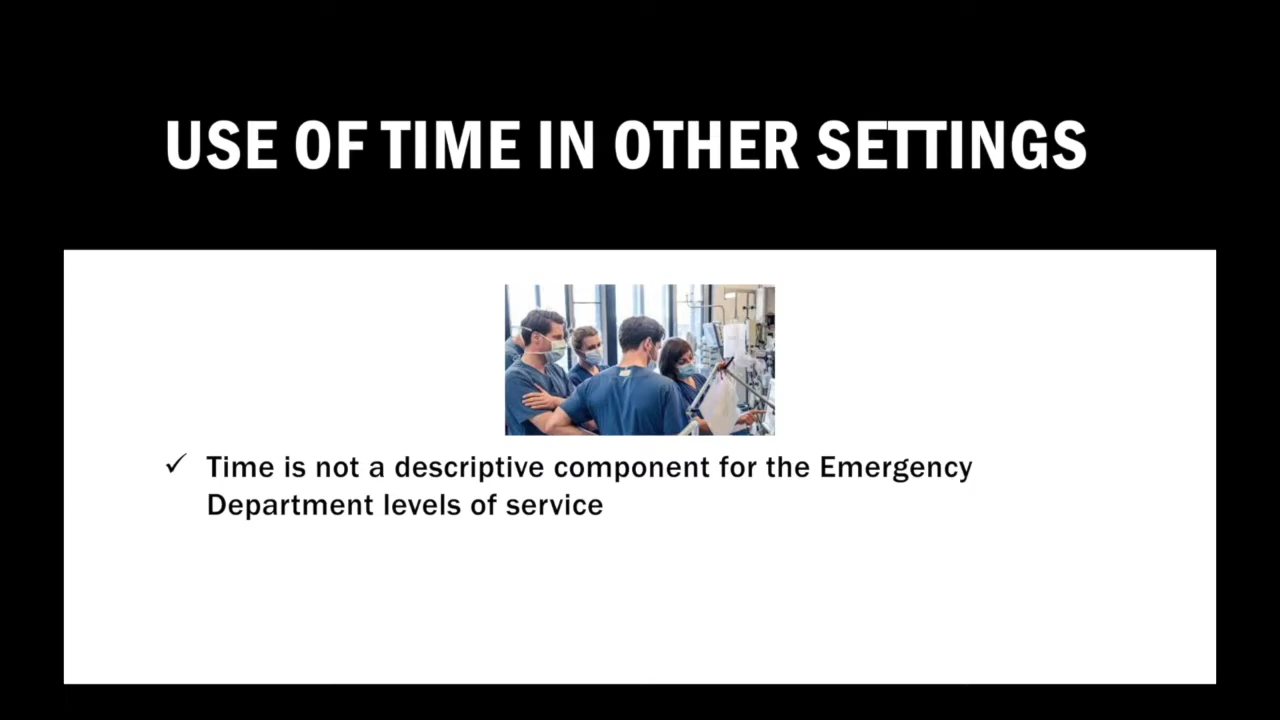 USE OF TIME IN OTHER SETTINGS
✓ Time is not a descriptive component for the Emergency
Department levels of service